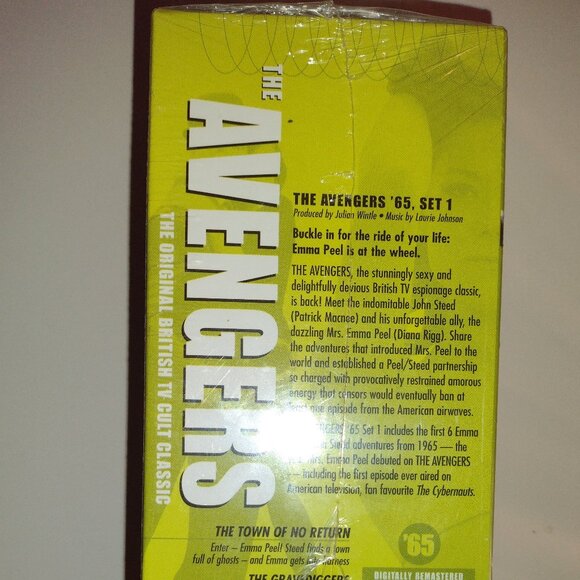 THE
AVENGERS
THE ORIGINAL BRITISH TV CULT CLASSIC
THE AVENGERS '65, SET 1
Produced by Julian Wintle • Music by Laurie Johnson
Buckle in for the ride of your life:
Emma Peel is at the wheel.
THE AVENGERS, the stunningly sexy and
delightfully devious British TV espionage classic,
is back! Meet the indomitable John Steed
(Patrick Macnee) and his unforgettable ally, the
dazzling Mrs. Emma Peel (Diana Rigg). Share
the adventures that introduced Mrs. Peel to the
world and established a Peel/Steed partnership
so charged with provocatively restrained amorous
energy that censors would eventually ban at
least one episode from the American airwaves.
'65 Set 1 includes the first 6 Emma
Steed adventures from 1965 — the
Mrs. Emma Peel debuted on THE AVENGERS
— including the first episode ever aired on
American television, fan favourite The Cybernauts.
THE TOWN OF NO RETURN
Enter – Emma Peel! Steed finds a town
full of ghosts – and Emma gets
THE GRAVEDIGGERS
'65
DIGITALLY REMASTERED